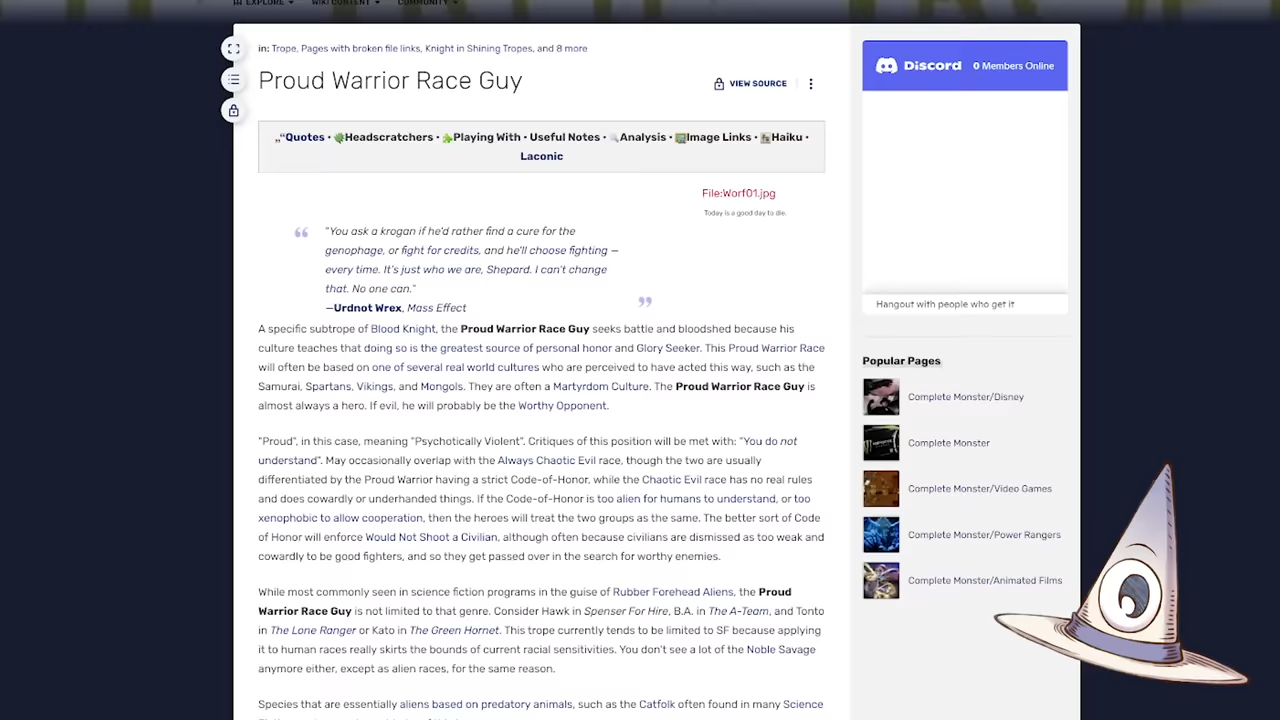 EXPLORE WIKI CONTENT COMMUNITY
in: Trope, Pages with broken file links, Knight in Shining Tropes, and 8 more
Proud Warrior Race Guy
VIEW SOURCE
„“Quotes • Headscratchers • Playing With • Useful Notes • Analysis • Image Links • Haiku •
Laconic
File:Worf01.jpg
Today is a good day to die.
“ "You ask a krogan if he'd rather find a cure for the
genophage, or fight for credits, and he'll choose fighting —
every time. It's just who we are, Shepard. I can't change
that. No one can."
—Urdnot Wrex, Mass Effect ”
A specific subtrope of Blood Knight, the Proud Warrior Race Guy seeks battle and bloodshed because his
culture teaches that doing so is the greatest source of personal honor and Glory Seeker. This Proud Warrior Race
will often be based on one of several real world cultures who are perceived to have acted this way, such as the
Samurai, Spartans, Vikings, and Mongols. They are often a Martyrdom Culture. The Proud Warrior Race Guy is
almost always a hero. If evil, he will probably be the Worthy Opponent.
"Proud", in this case, meaning "Psychotically Violent". Critiques of this position will be met with: "You do not
understand". May occasionally overlap with the Always Chaotic Evil race, though the two are usually
differentiated by the Proud Warrior having a strict Code-of-Honor, while the Chaotic Evil race has no real rules
and does cowardly or underhanded things. If the Code-of-Honor is too alien for humans to understand, or too
xenophobic to allow cooperation, then the heroes will treat the two groups as the same. The better sort of Code
of Honor will enforce Would Not Shoot a Civilian, although often because civilians are dismissed as too weak and
cowardly to be good fighters, and so they get passed over in the search for worthy enemies.
While most commonly seen in science fiction programs in the guise of Rubber Forehead Aliens, the Proud
Warrior Race Guy is not limited to that genre. Consider Hawk in Spenser For Hire, B.A. in The A-Team, and Tonto
in The Lone Ranger or Kato in The Green Hornet. This trope currently tends to be limited to SF because applying
it to human races really skirts the bounds of current racial sensitivities. You don't see a lot of the Noble Savage
anymore either, except as alien races, for the same reason.
Species that are essentially aliens based on predatory animals, such as the Catfolk often found in many Science
Discord 0 Members Online
Hangout with people who get it
Popular Pages
Complete Monster/Disney
Complete Monster
Complete Monster/Video Games
Complete Monster/Power Rangers
Complete Monster/Animated Films